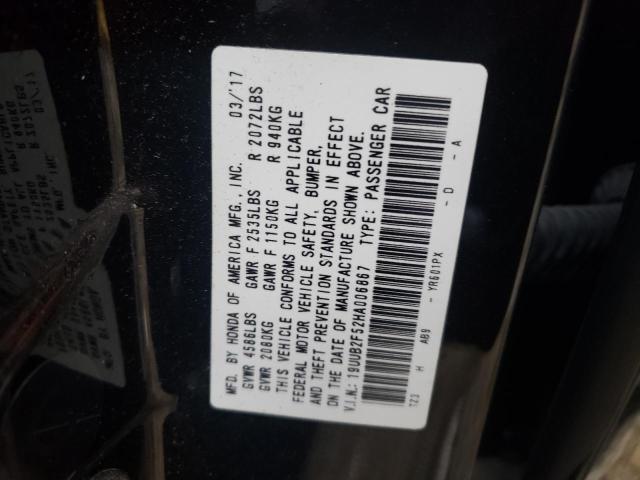 MFD. BY HONDA OF AMERICA MFG., INC. 03/'17
GVWR 4586LBS GAWR F 2535LBS R 2072LBS
GVWR 2080KG GAWR F 1150KG R 940KG
THIS VEHICLE CONFORMS TO ALL APPLICABLE
FEDERAL MOTOR VEHICLE SAFETY, BUMPER,
AND THEFT PREVENTION STANDARDS IN EFFECT
ON THE DATE OF MANUFACTURE SHOWN ABOVE.
V.I.N.: 19UUB2F52HA006867 TYPE: PASSENGER CAR
TZ3 H AB9 - YR601PX - D - A